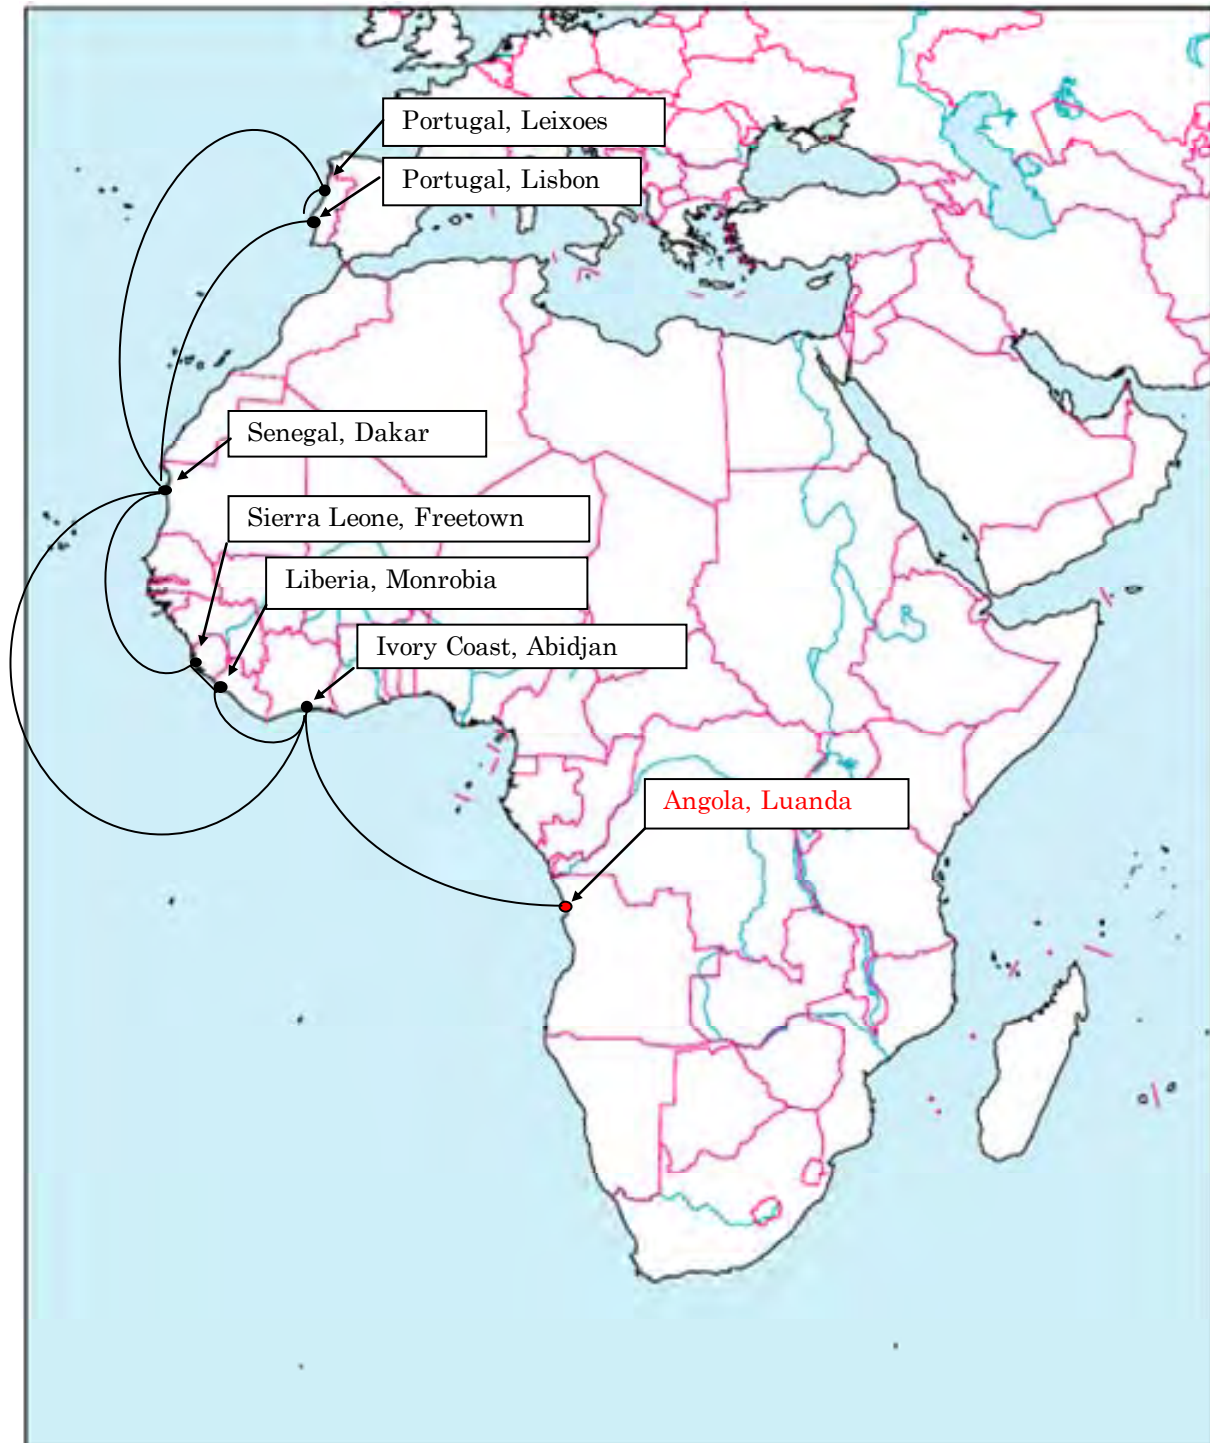 Portugal, Leixoes
Portugal, Lisbon
Senegal, Dakar
Sierra Leone, Freetown
Liberia, Monrobia
Ivory Coast, Abidjan
Angola, Luanda